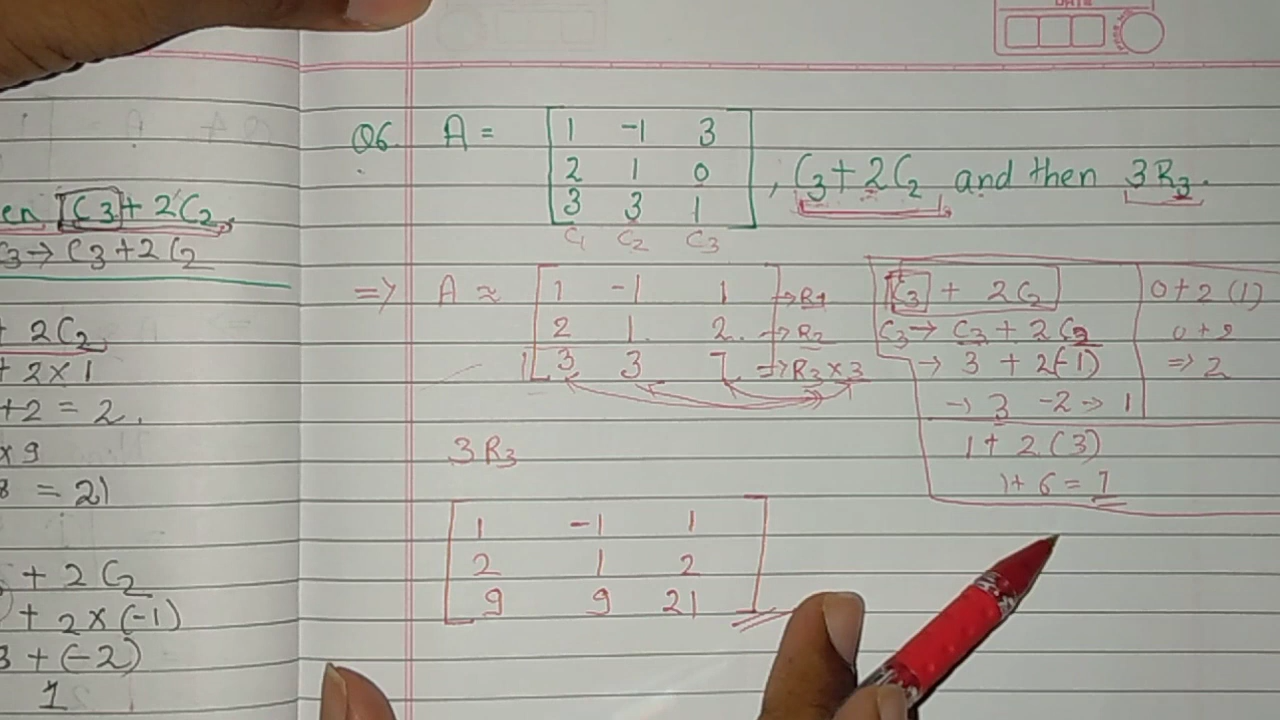 en C3 + 2C2,
C3 → C3 + 2C2
+ 2C2
+ 2 × 1
+ 2 = 2.
× 9
= 21
+ 2C2
+ 2 × (-1)
3 + (-2)
1
DATE
Q6. A = [ 1 -1 3
2 1 0
3 3 1 ] , C3 + 2C2 and then 3R3.
C1 C2 C3
=> A ≈ [ 1 -1 1 → R1
2 1. 2. → R2
3 3 7 ] → R3 × 3
C3 + 2C2
C3 → C3 + 2C2
→ 3 + 2(-1)
→ 3 - 2 → 1
0 + 2 (1)
0 + 2
=> 2
1 + 2 (3)
1 + 6 = 7
3R3
[ 1 -1 1
2 1 2
9 9 21 ]